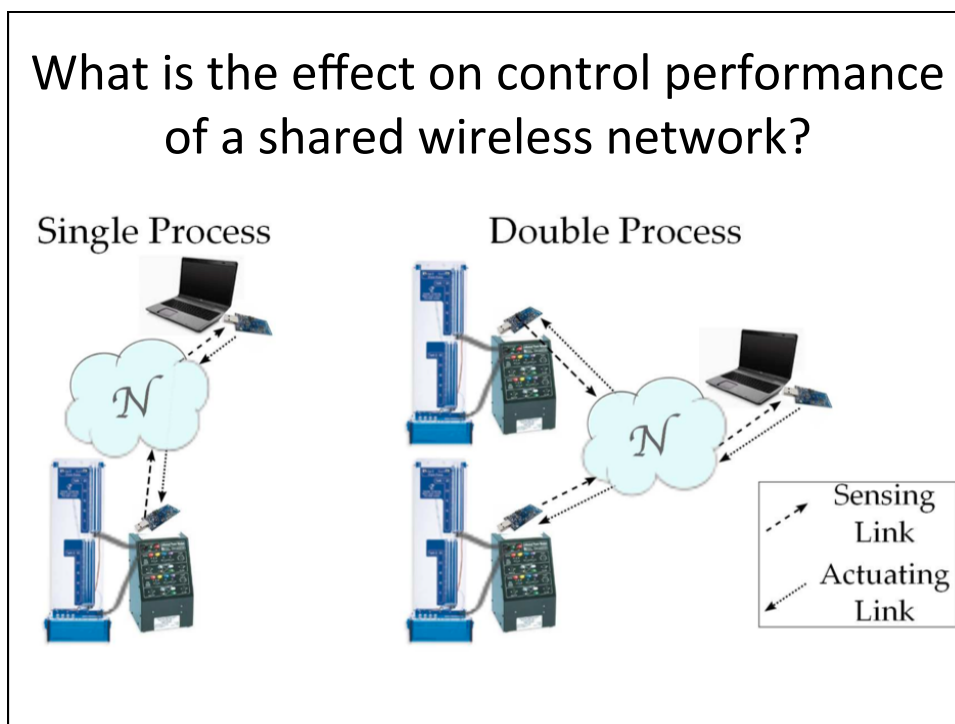 What is the effect on control performance
of a shared wireless network?
Single Process
Double Process
N
N
Sensing
Link
Actuating
Link